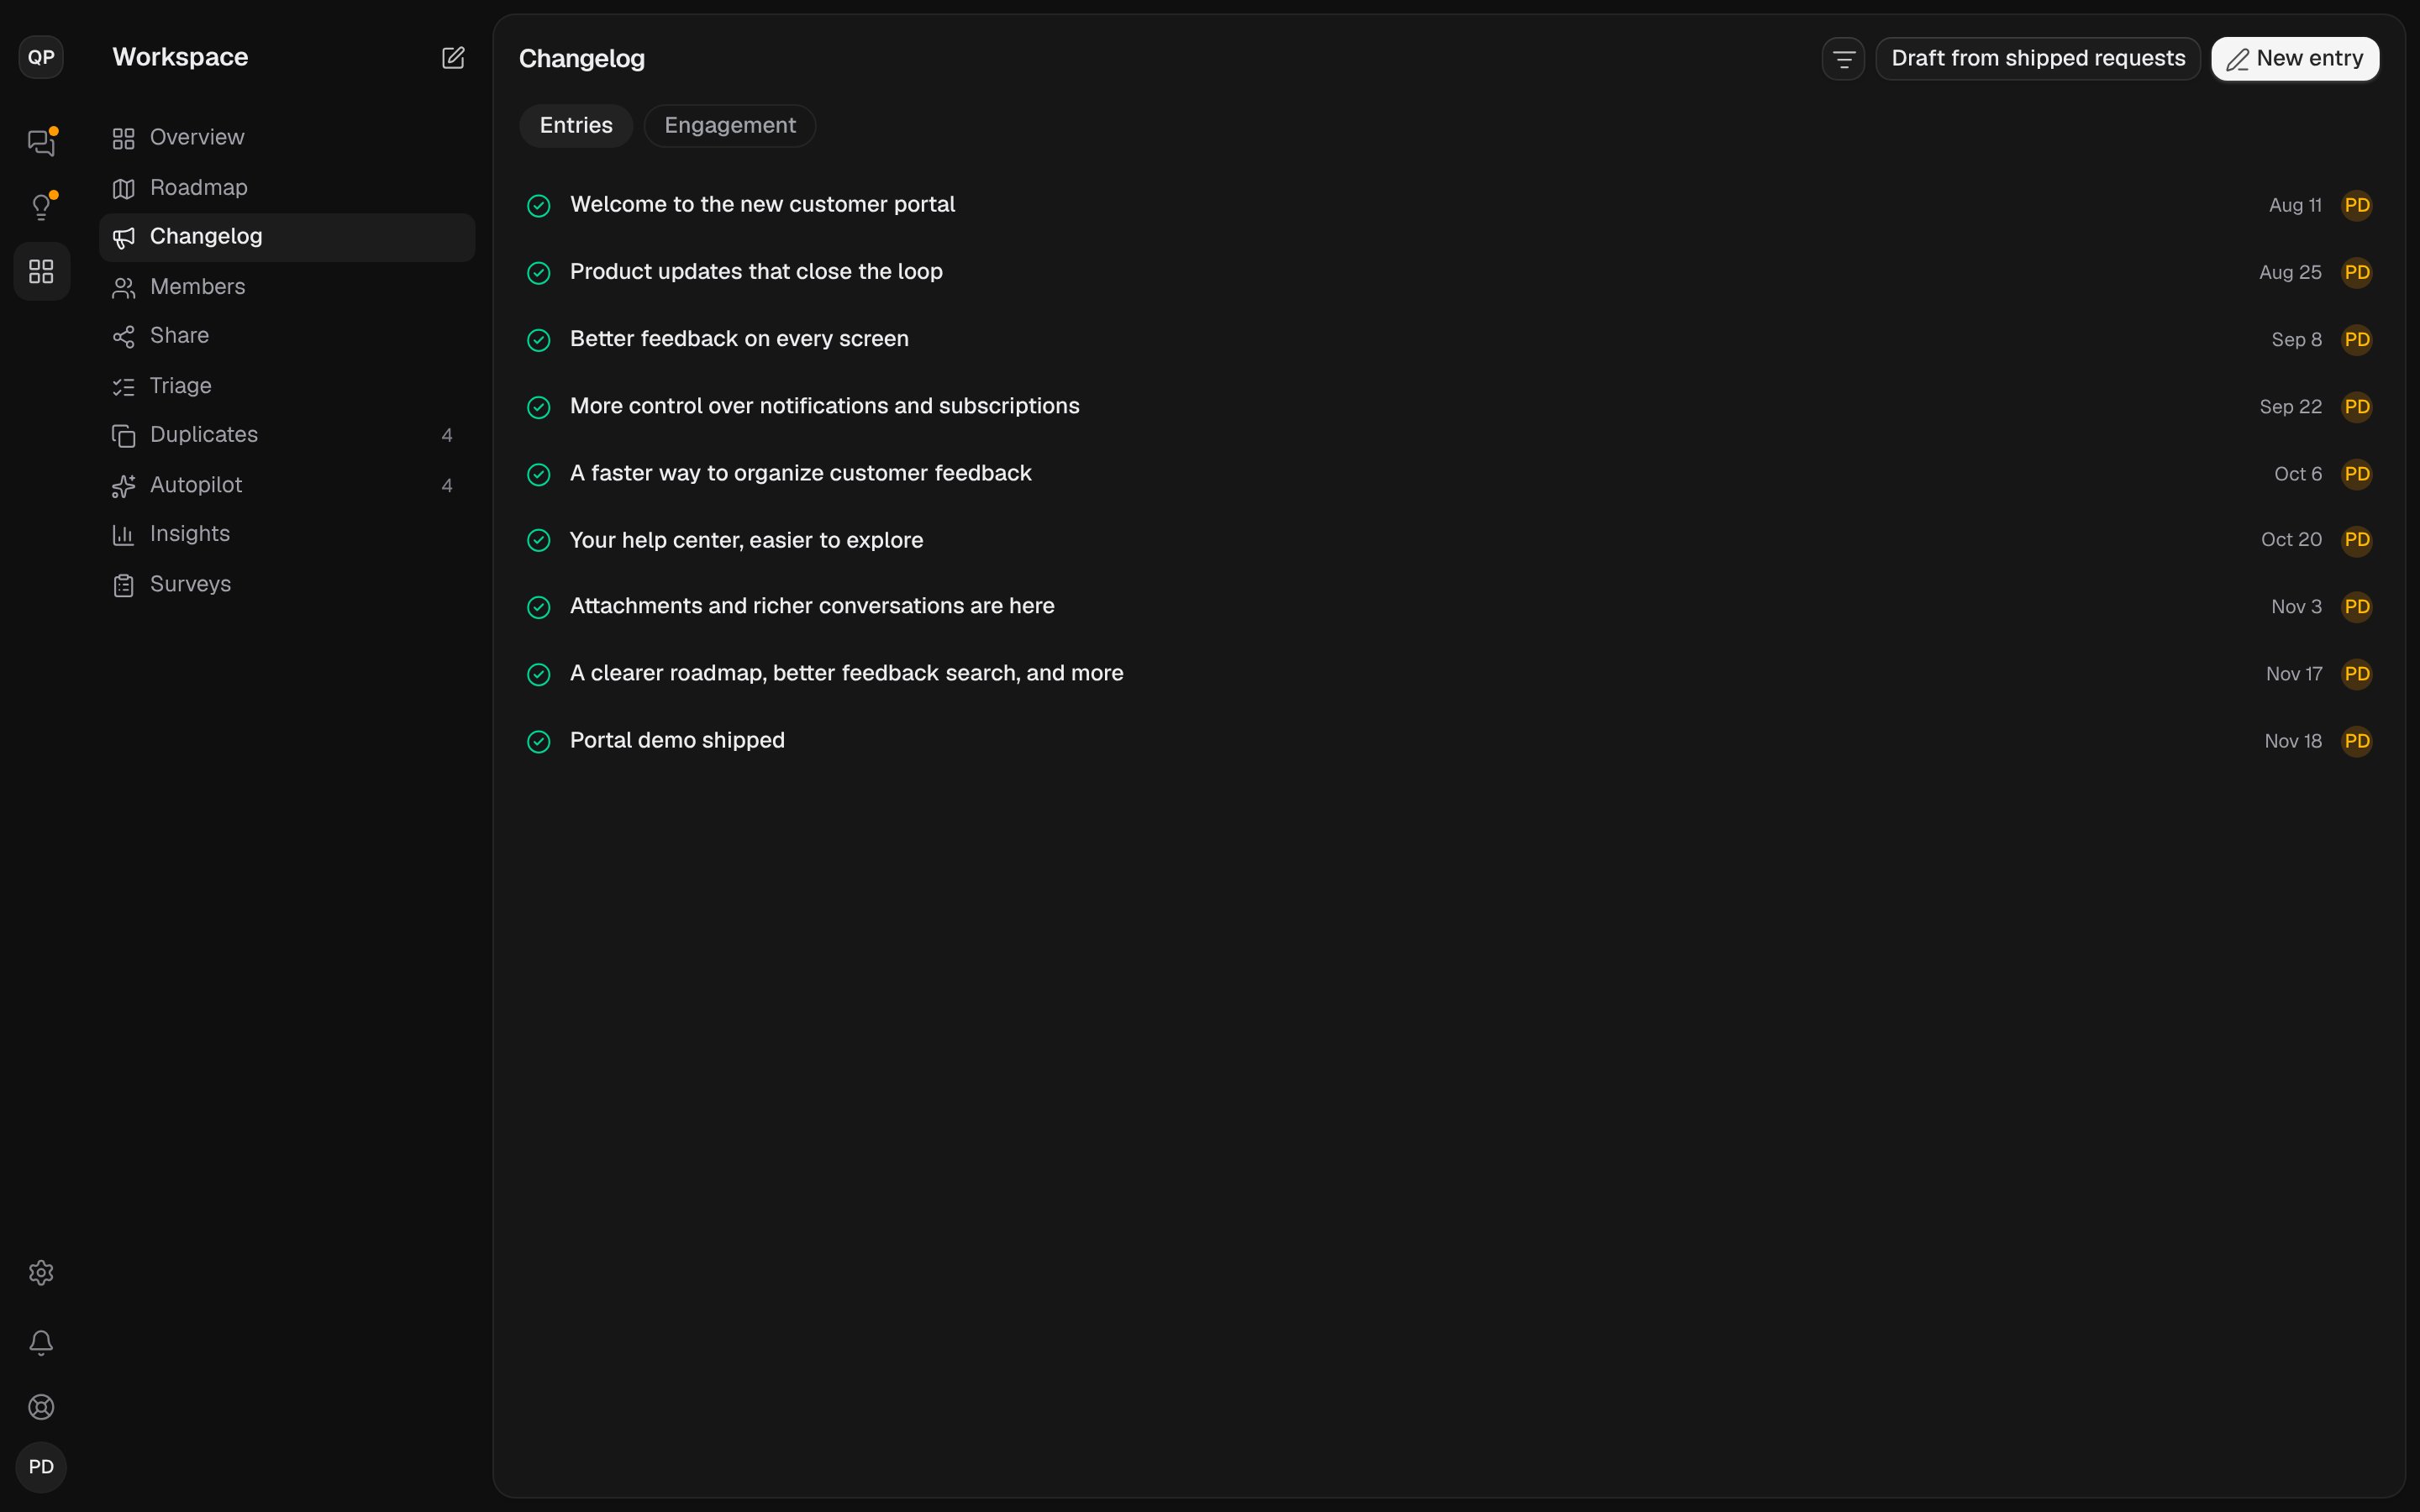 QP
Workspace
Overview
Roadmap
Changelog
Members
Share
Triage
Duplicates 4
Autopilot 4
Insights
Surveys
PD
Changelog
Draft from shipped requests
New entry
Entries
Engagement
Welcome to the new customer portal Aug 11 PD
Product updates that close the loop Aug 25 PD
Better feedback on every screen Sep 8 PD
More control over notifications and subscriptions Sep 22 PD
A faster way to organize customer feedback Oct 6 PD
Your help center, easier to explore Oct 20 PD
Attachments and richer conversations are here Nov 3 PD
A clearer roadmap, better feedback search, and more Nov 17 PD
Portal demo shipped Nov 18 PD